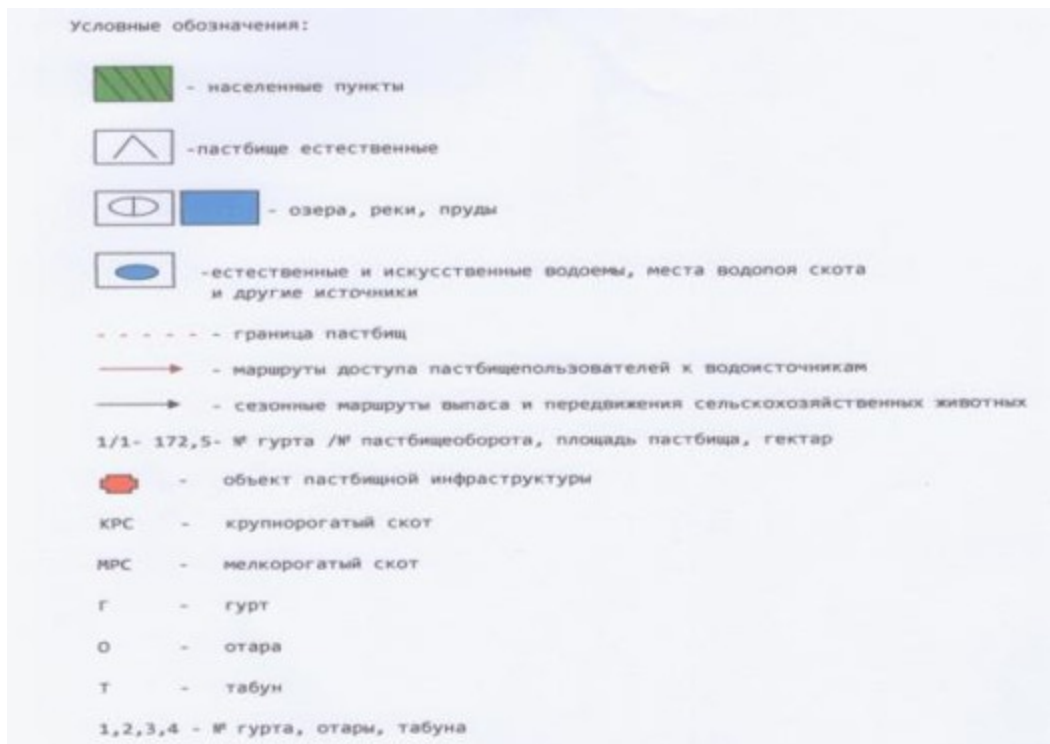 Условные обозначения:
- населенные пункты
-пастбище естественные
- озера, реки, пруды
-естественные и искусственные водоемы, места водопоя скота
и другие источники
- граница пастбищ
- маршруты доступа пастбищепользователей к водоисточникам
- сезонные маршруты выпаса и передвижения сельскохозяйственных животных
1/1- 172,5- № гурта /№ пастбищеоборота, площадь пастбища, гектар
- объект пастбищной инфраструктуры
КРС - крупнорогатый скот
МРС - мелкорогатый скот
Г - гурт
О - отара
Т - табун
1,2,3,4 - № гурта, отары, табуна